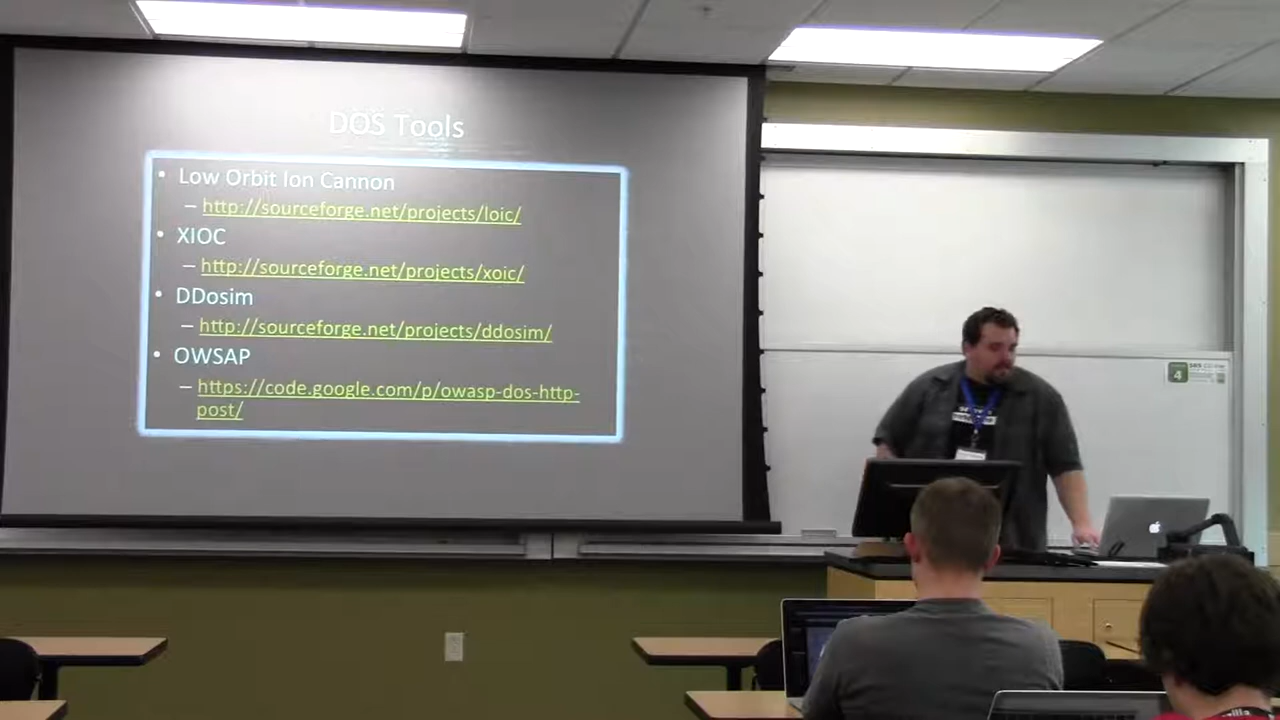 DOS Tools
• Low Orbit Ion Cannon
– http://sourceforge.net/projects/loic/
• XIOC
– http://sourceforge.net/projects/xoic/
• DDosim
– http://sourceforge.net/projects/ddosim/
• OWSAP
– https://code.google.com/p/owasp-dos-http-
post/
4